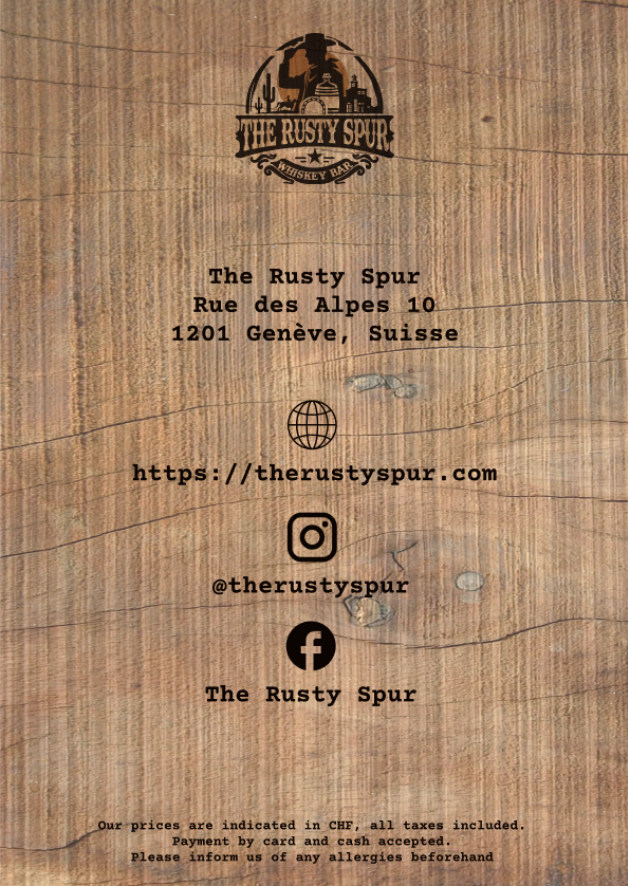 THE RUSTY SPUR
WHISKEY BAR
The Rusty Spur
Rue des Alpes 10
1201 Genève, Suisse
https://therustyspur.com
@therustyspur
The Rusty Spur
Our prices are indicated in CHF, all taxes included.
Payment by card and cash accepted.
Please inform us of any allergies beforehand